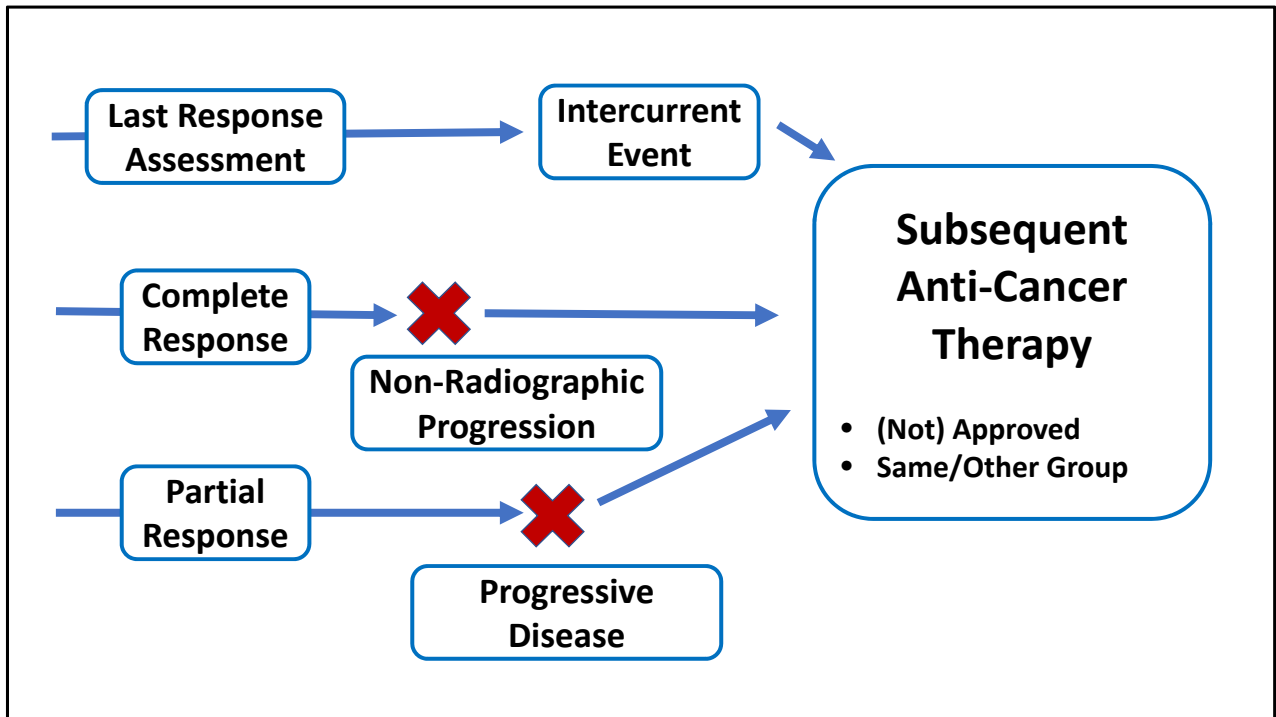 Last Response
Assessment
Intercurrent
Event
Complete
Response
Non-Radiographic
Progression
Partial
Response
Progressive
Disease
Subsequent
Anti-Cancer
Therapy
• (Not) Approved
• Same/Other Group